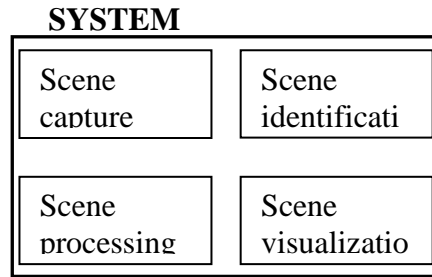 SYSTEM
Scene
capture
Scene
identificati
Scene
processing
Scene
visualizatio